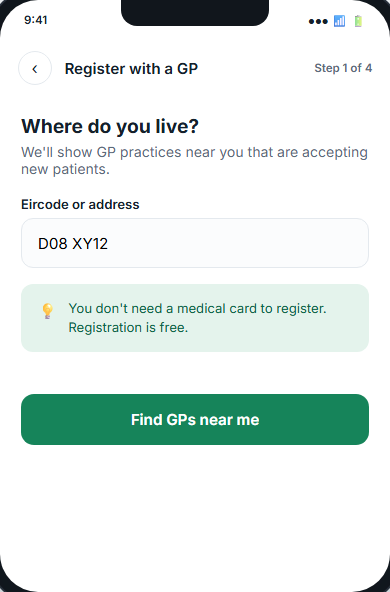 9:41
‹ Register with a GP Step 1 of 4
Where do you live?
We'll show GP practices near you that are accepting
new patients.
Eircode or address
D08 XY12
You don't need a medical card to register.
Registration is free.
Find GPs near me